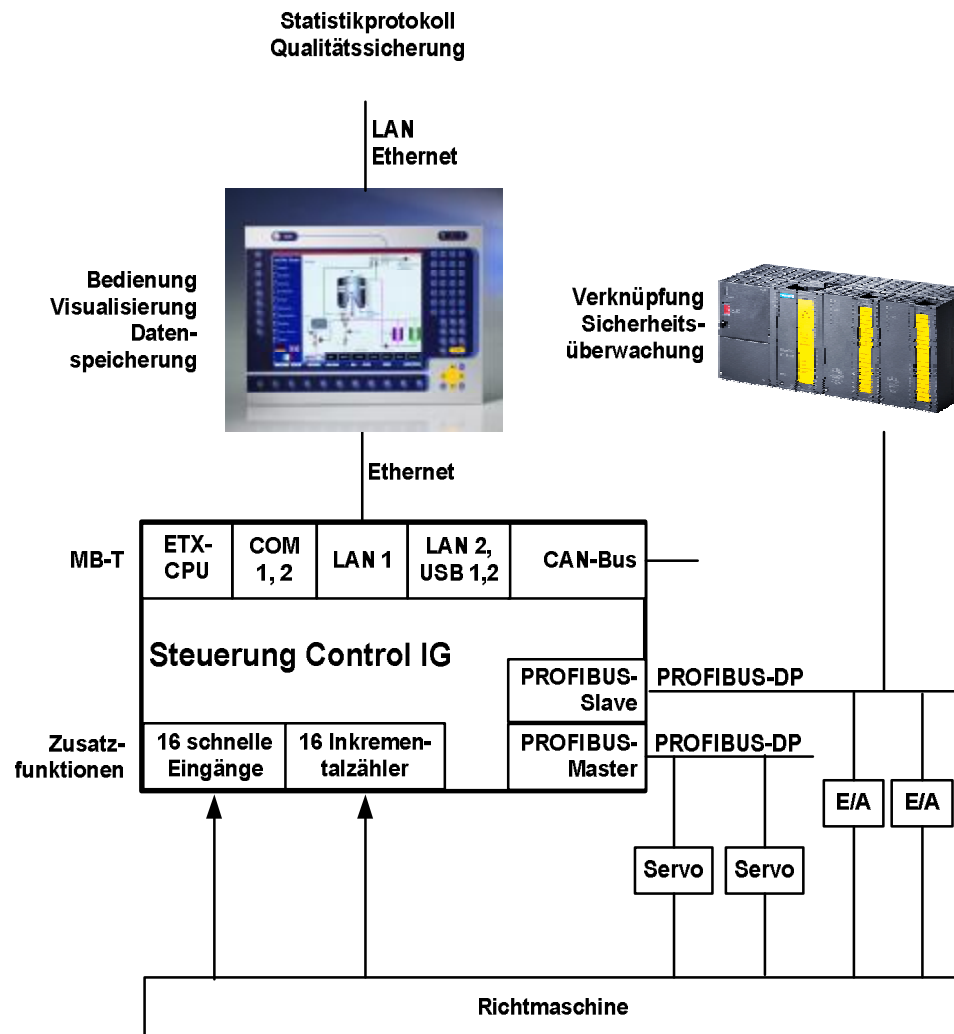 Statistikprotokoll
Qualitätssicherung
LAN
Ethernet
Bedienung
Visualisierung
Daten-
speicherung
Verknüpfung
Sicherheits-
überwachung
Ethernet
MB-T
ETX-
CPU
COM
1, 2
LAN 1
LAN 2,
USB 1,2
CAN-Bus
Steuerung Control IG
PROFIBUS-
Slave
PROFIBUS-DP
Zusatz-
funktionen
16 schnelle
Eingänge
16 Inkremen-
talzähler
PROFIBUS-
Master
PROFIBUS-DP
E/A
E/A
Servo
Servo
Richtmaschine